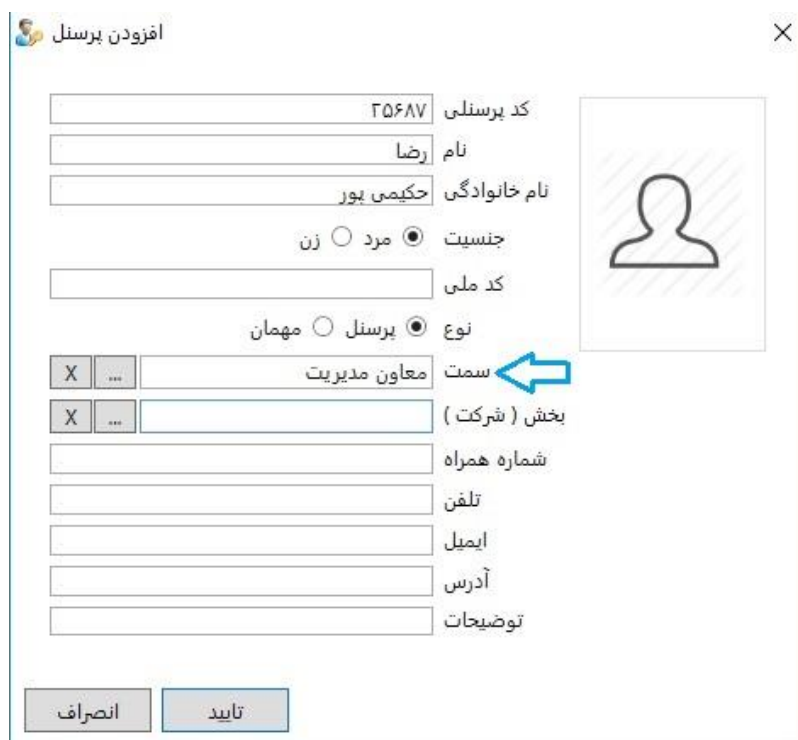 افزودن پرسنل
کد پرسنلی ۲۵۶۸۷
نام رضا
نام خانوادگی حکیمی پور
جنسیت مرد زن
کد ملی
نوع پرسنل مهمان
سمت معاون مدیریت ... X
بخش ( شرکت ) ... X
شماره همراه
تلفن
ایمیل
آدرس
توضیحات
تایید انصراف